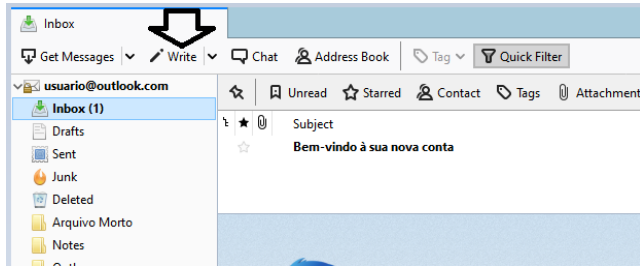 Inbox
Get Messages Write Chat Address Book Tag Quick Filter
usuario@outlook.com
Unread Starred Contact Tags Attachment
Inbox (1)
Subject
Drafts
Bem-vindo à sua nova conta
Sent
Junk
Deleted
Arquivo Morto
Notes